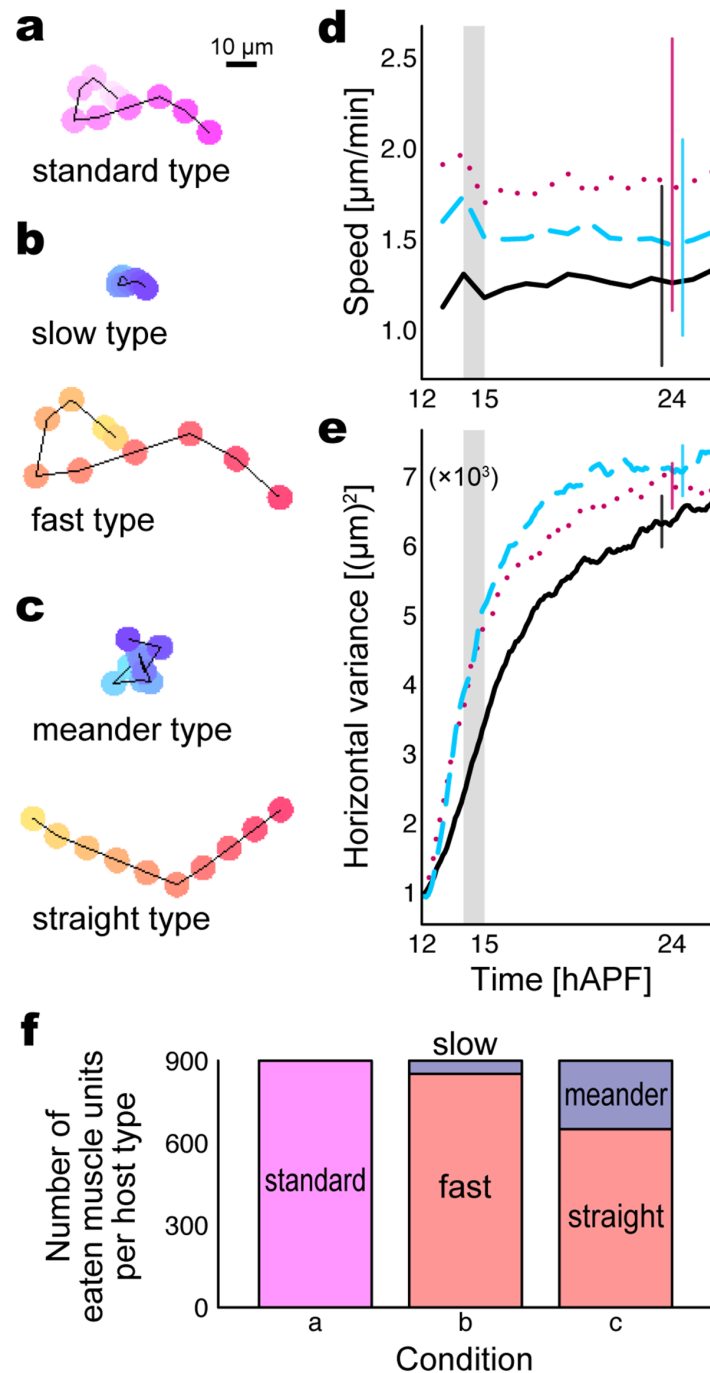 a
10 μm
standard type
b
slow type
fast type
c
meander type
straight type
d
Speed [μm/min]
2.5
2.0
1.5
1.0
12
15
24
e
Horizontal variance [(μm)²]
(×10³)
7
6
5
4
3
2
1
12
15
24
Time [hAPF]
f
Number of
eaten muscle units
per host type
900
600
300
0
standard
slow
fast
meander
straight
a
b
c
Condition